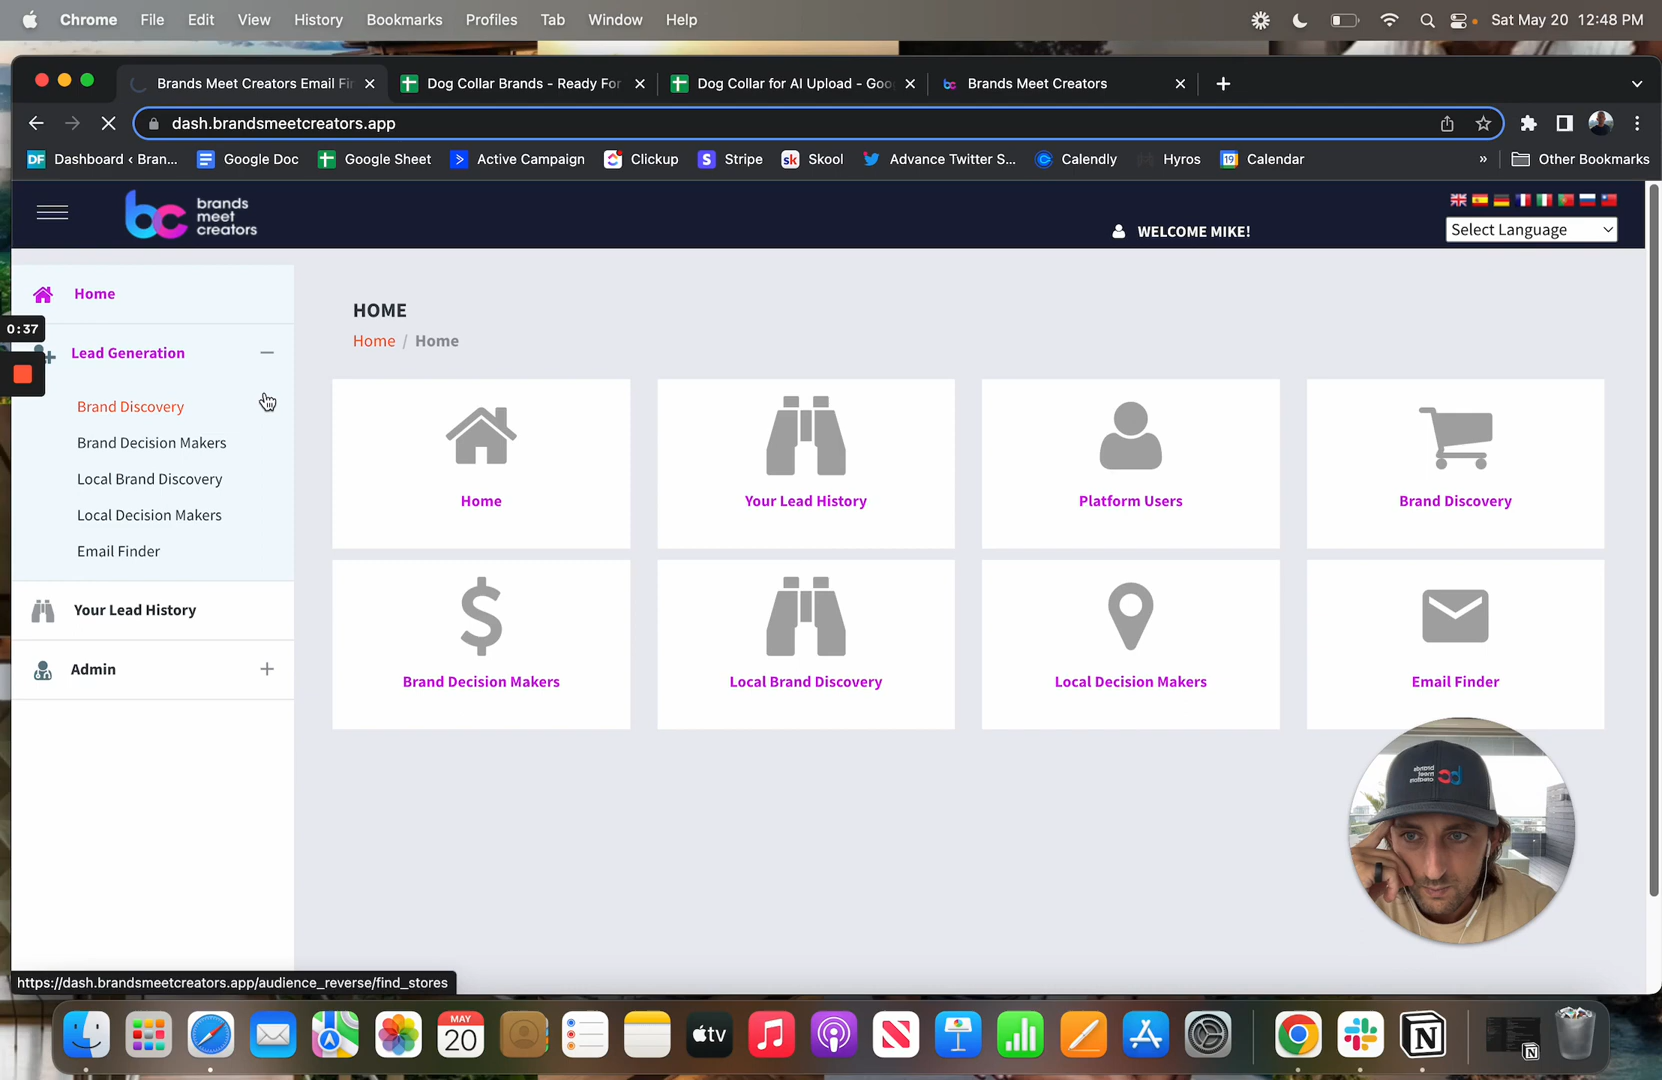 Chrome File Edit View History Bookmarks Profiles Tab Window Help Sat May 20 12:48 PM
Brands Meet Creators Email Fi Dog Collar Brands - Ready For Dog Collar for AI Upload - Goo Brands Meet Creators
dash.brandsmeetcreators.app
DF Dashboard ‹ Bran... Google Doc Google Sheet Active Campaign Clickup S Stripe sk Skool Advance Twitter S... Calendly Hyros 19 Calendar » Other Bookmarks
bc brands meet creators
WELCOME MIKE!
Select Language
Home
0:37
Lead Generation
Brand Discovery
Brand Decision Makers
Local Brand Discovery
Local Decision Makers
Email Finder
Your Lead History
Admin
HOME
Home / Home
Home
Your Lead History
Platform Users
Brand Discovery
Brand Decision Makers
Local Brand Discovery
Local Decision Makers
Email Finder
https://dash.brandsmeetcreators.app/audience_reverse/find_stores
MAY
20
tv